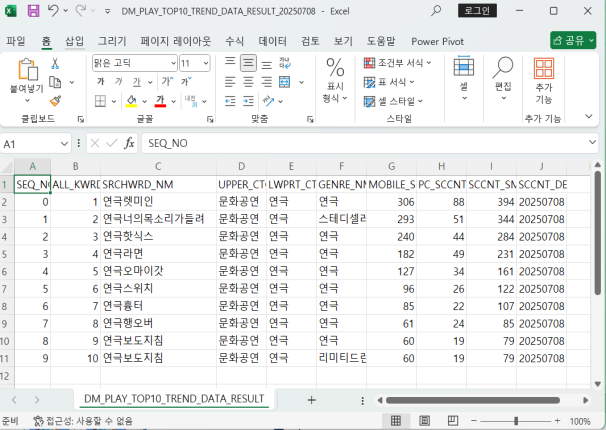 DM_PLAY_TOP10_TREND_DATA_RESULT_20250708 - Excel 로그인
파일 홈 삽입 그리기 페이지 레이아웃 수식 데이터 검토 보기 도움말 Power Pivot 공유
붙여넣기 맑은 고딕 11 가 가 가 가 가 가 내천 표시 형식 조건부 서식 표 서식 셀 스타일 셀 편집 추가 기능
클립보드 글꼴 맞춤 스타일 추가 기능
A1 fx SEQ_NO
A B C D E F G H I J
1 SEQ_NO ALL_KWRD SRCHWRD_NM UPPER_CTG LWPRT_CT GENRE_NM MOBILE_S PC_SCCNT SCCNT_SM SCCNT_DE
2 0 1 연극햄미인 문화공연 연극 연극 306 88 394 20250708
3 1 2 연극너의목소리가들려 문화공연 연극 스테디셀러 293 51 344 20250708
4 2 3 연극핫식스 문화공연 연극 연극 240 44 284 20250708
5 3 4 연극라면 문화공연 연극 연극 182 49 231 20250708
6 4 5 연극오마이갓 문화공연 연극 연극 127 34 161 20250708
7 5 6 연극스위치 문화공연 연극 연극 96 26 122 20250708
8 6 7 연극흉터 문화공연 연극 연극 85 22 107 20250708
9 7 8 연극행오버 문화공연 연극 연극 61 24 85 20250708
10 8 9 연극보도지침 문화공연 연극 연극 60 19 79 20250708
11 9 10 연극보도지침 문화공연 연극 리미티드런 60 19 79 20250708
12
DM_PLAY_TOP10_TREND_DATA_RESULT
준비 접근성: 사용할 수 없음 100%